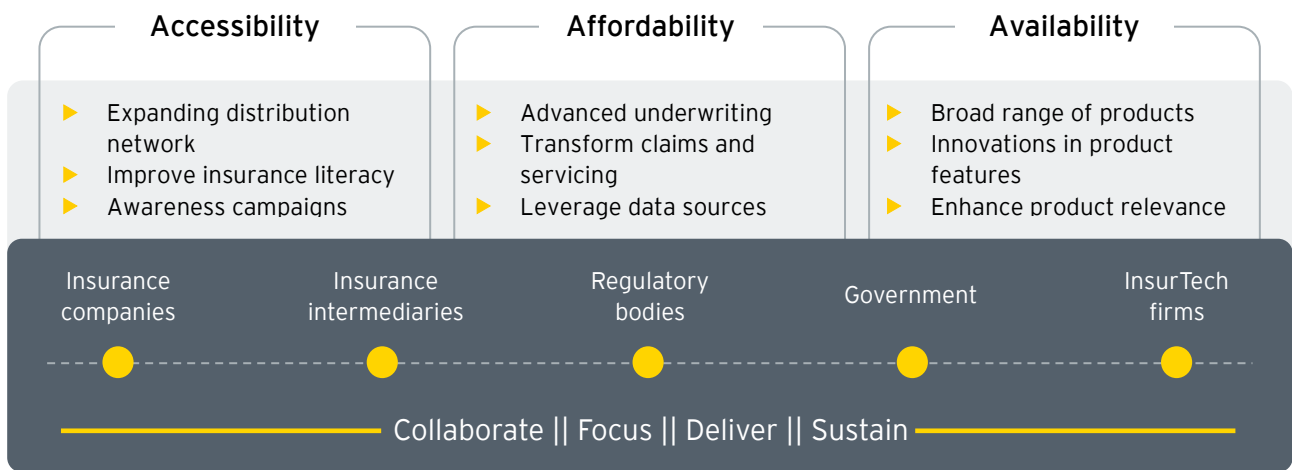 Accessibility
Expanding distribution
network
Improve insurance literacy
Awareness campaigns
Affordability
Advanced underwriting
Transform claims and
servicing
Leverage data sources
Availability
Broad range of products
Innovations in product
features
Enhance product relevance
Insurance
companies
Insurance
intermediaries
Regulatory
bodies
Government
InsurTech
firms
Collaborate || Focus || Deliver || Sustain